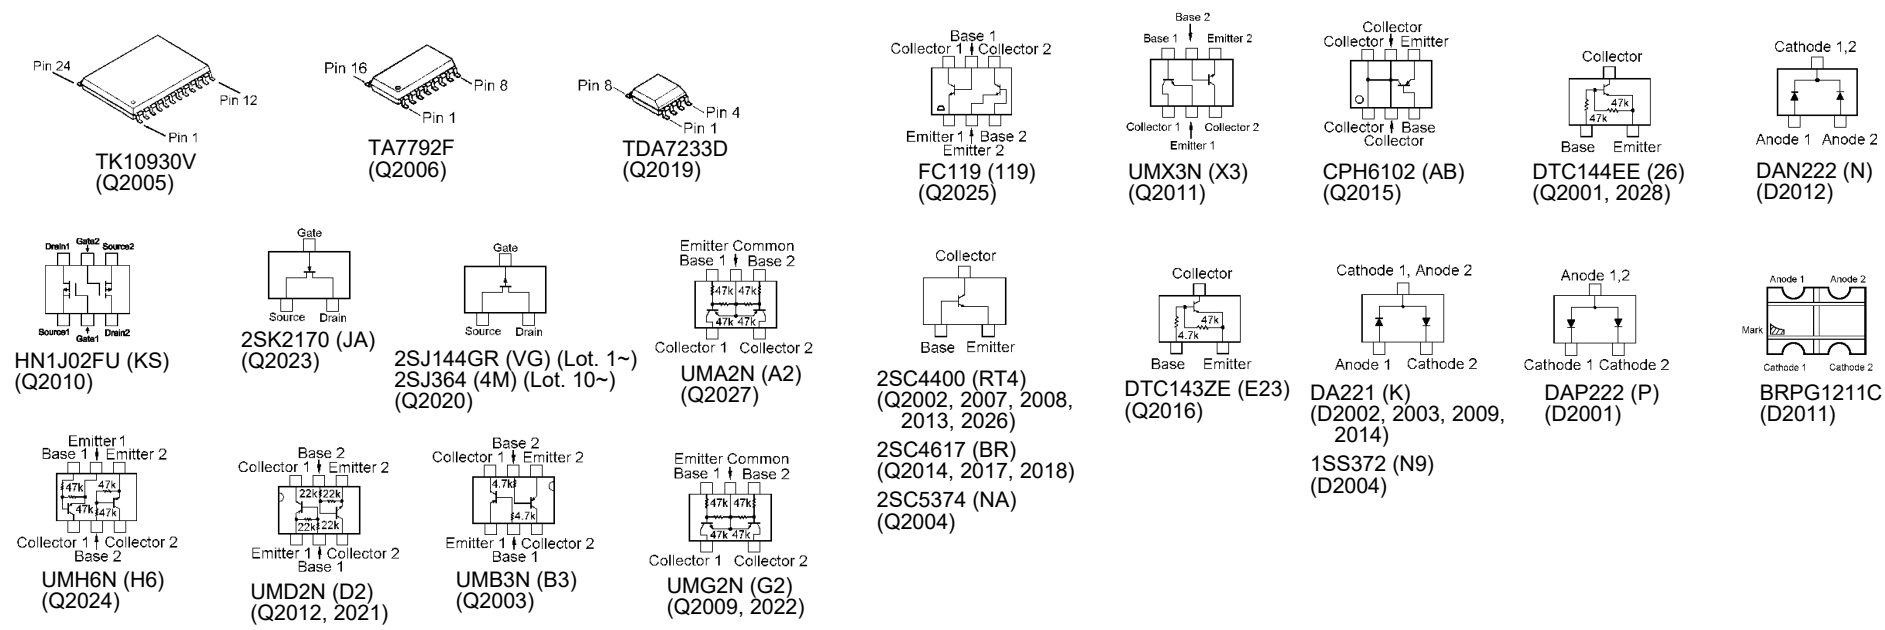 Pin 24
Pin 12
Pin 1
TK10930V
(Q2005)
Pin 16
Pin 8
Pin 1
TA7792F
(Q2006)
Pin 8
Pin 4
Pin 1
TDA7233D
(Q2019)
Base 1
Collector 1 Collector 2
Emitter 1 Base 2
Emitter 2
FC119 (119)
(Q2025)
Base 2
Base 1 Emitter 2
Collector 1 Collector 2
Emitter 1
UMX3N (X3)
(Q2011)
Collector
Collector Emitter
Collector Base
Collector
CPH6102 (AB)
(Q2015)
Collector
47k
47k
Base Emitter
DTC144EE (26)
(Q2001, 2028)
Cathode 1,2
Anode 1 Anode 2
DAN222 (N)
(D2012)
Gate2
Drain1 Source2
Source1 Drain2
Gate1
HN1J02FU (KS)
(Q2010)
Gate
Source Drain
2SK2170 (JA)
(Q2023)
Gate
Source Drain
2SJ144GR (VG) (Lot. 1~)
2SJ364 (4M) (Lot. 10~)
(Q2020)
Emitter Common
Base 1 Base 2
47k 47k
47k 47k
Collector 1 Collector 2
UMA2N (A2)
(Q2027)
Collector
Base Emitter
2SC4400 (RT4)
(Q2002, 2007, 2008,
2013, 2026)
2SC4617 (BR)
(Q2014, 2017, 2018)
2SC5374 (NA)
(Q2004)
Collector
47k
4.7k
Base Emitter
DTC143ZE (E23)
(Q2016)
Cathode 1, Anode 2
Anode 1 Cathode 2
DA221 (K)
(D2002, 2003, 2009,
2014)
1SS372 (N9)
(D2004)
Anode 1,2
Cathode 1 Cathode 2
DAP222 (P)
(D2001)
Anode 1 Anode 2
Mark
Cathode 1 Cathode 2
BRPG1211C
(D2011)
Emitter 1
Base 1 Emitter 2
47k 47k
47k 47k
Collector 1 Collector 2
Base 2
UMH6N (H6)
(Q2024)
Base 2
Collector 1 Emitter 2
22k 22k
22k 22k
Emitter 1 Collector 2
Base 1
UMD2N (D2)
(Q2012, 2021)
Base 2
Collector 1 Emitter 2
4.7k
4.7k
Emitter 1 Collector 2
Base 1
UMB3N (B3)
(Q2003)
Emitter Common
Base 1 Base 2
47k 47k
47k 47k
Collector 1 Collector 2
UMG2N (G2)
(Q2009, 2022)